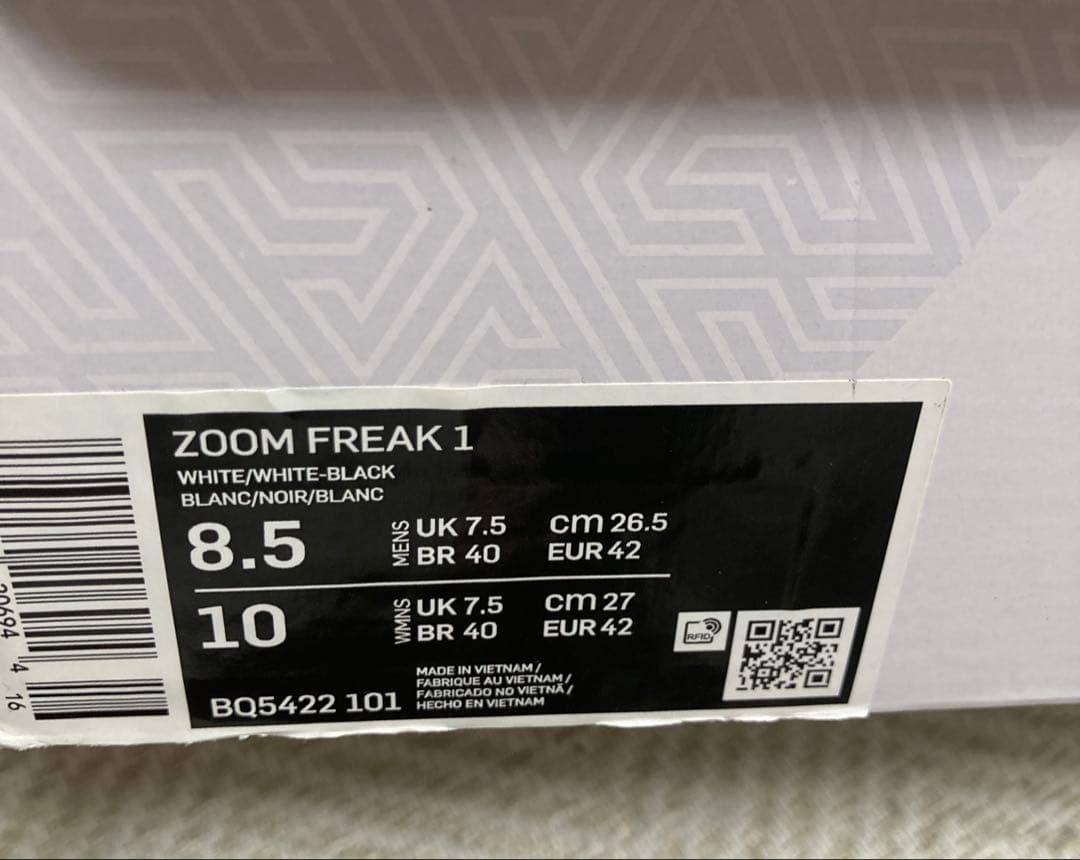 ZOOM FREAK 1
WHITE/WHITE-BLACK
BLANC/NOIR/BLANC
8.5
MENS
UK 7.5 cm 26.5
BR 40 EUR 42
10
WMNS
UK 7.5 cm 27
BR 40 EUR 42
RFID
BQ5422 101
MADE IN VIETNAM /
FABRIQUE AU VIETNAM /
FABRICADO NO VIETNÃ /
HECHO EN VIETNAM
20694 4 16